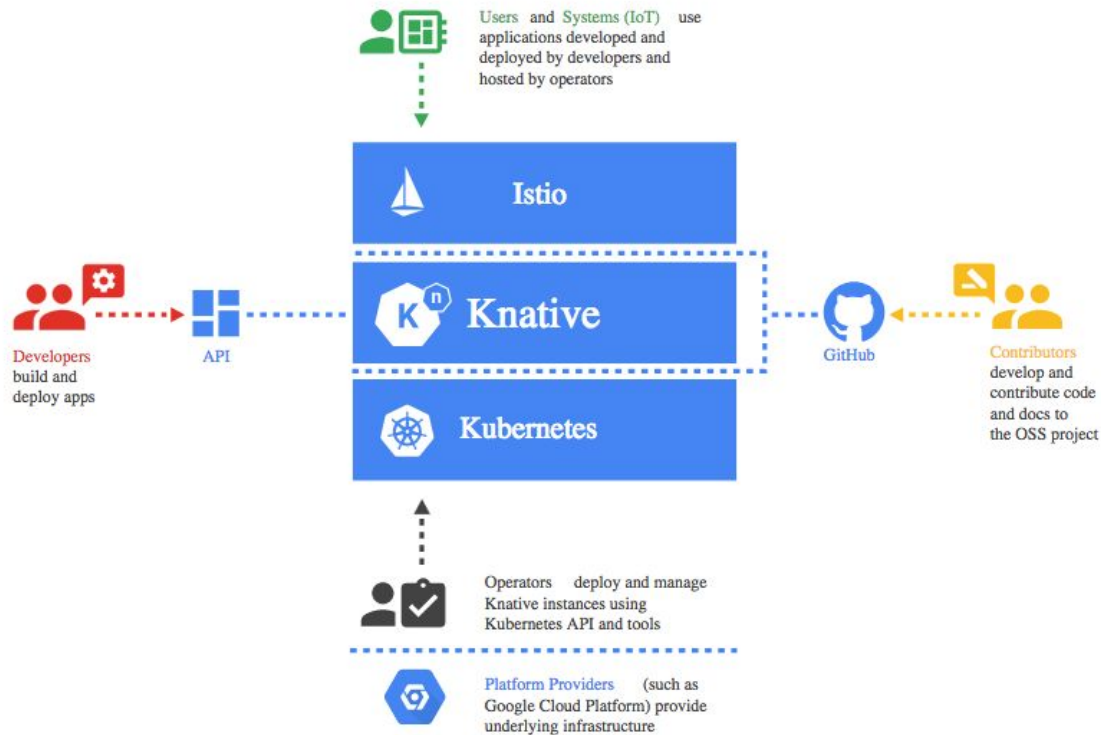 Users and Systems (IoT) use
applications developed and
deployed by developers and
hosted by operators
Istio
n
K
Knative
Developers
build and
deploy apps
API
GitHub
Contributors
develop and
contribute code
and docs to
the OSS project
Kubernetes
Operators deploy and manage
Knative instances using
Kubernetes API and tools
Platform Providers (such as
Google Cloud Platform) provide
underlying infrastructure